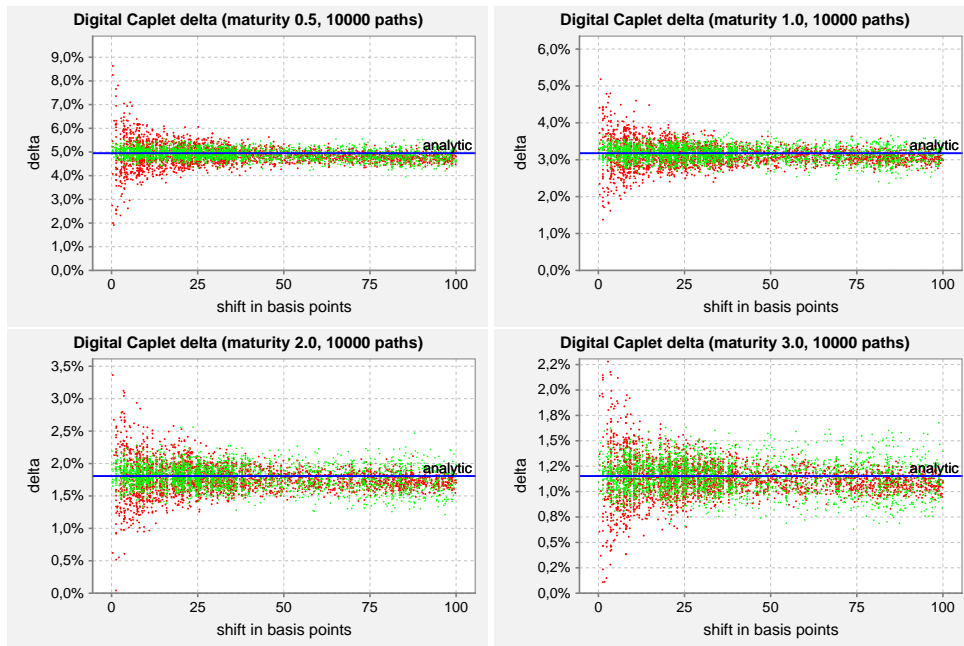 Digital Caplet delta (maturity 0.5, 10000 paths)
9,0%
8,0%
7,0%
6,0%
5,0%
4,0%
3,0%
2,0%
1,0%
0,0%
delta
analytic
0 25 50 75 100
shift in basis points
Digital Caplet delta (maturity 1.0, 10000 paths)
6,0%
5,0%
4,0%
3,0%
2,0%
1,0%
0,0%
delta
analytic
0 25 50 75 100
shift in basis points
Digital Caplet delta (maturity 2.0, 10000 paths)
3,5%
3,0%
2,5%
2,0%
1,5%
1,0%
0,5%
0,0%
delta
analytic
0 25 50 75 100
shift in basis points
Digital Caplet delta (maturity 3.0, 10000 paths)
2,2%
2,0%
1,8%
1,5%
1,2%
1,0%
0,8%
0,5%
0,2%
0,0%
delta
analytic
0 25 50 75 100
shift in basis points